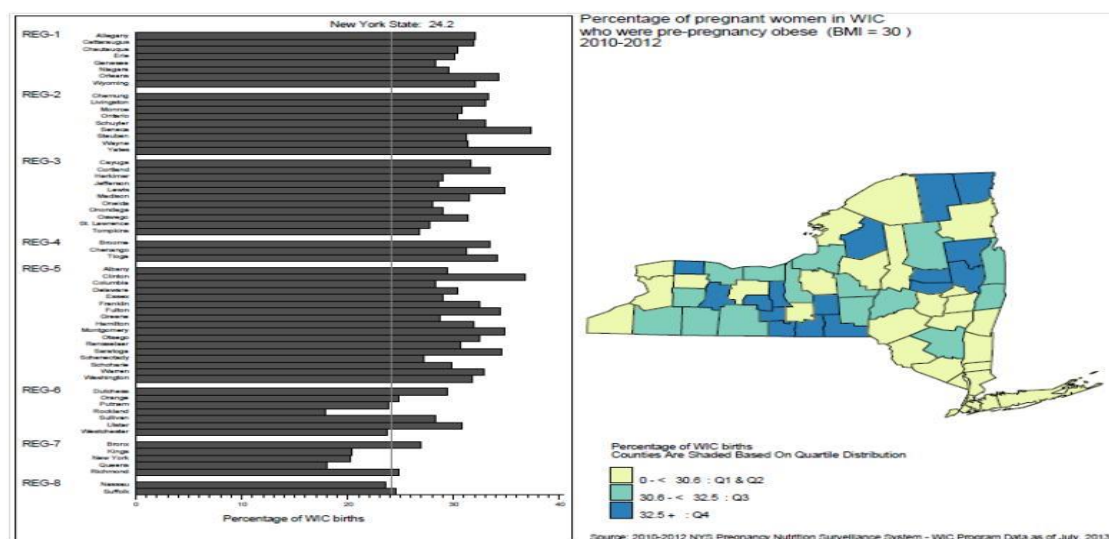 New York State: 24.2
REG-1
Allegany
Cattaraugus
Chautauqua
Erie
Genesee
Niagara
Orleans
Wyoming
REG-2
Chemung
Livingston
Monroe
Ontario
Schuyler
Seneca
Steuben
Wayne
Yates
REG-3
Cayuga
Cortland
Herkimer
Jefferson
Lewis
Madison
Oneida
Onondaga
Oswego
St. Lawrence
Tompkins
REG-4
Broome
Chenango
Tioga
REG-5
Albany
Clinton
Columbia
Delaware
Essex
Franklin
Fulton
Greene
Hamilton
Montgomery
Otsego
Rensselaer
Saratoga
Schenectady
Schoharie
Warren
Washington
REG-6
Dutchess
Orange
Putnam
Rockland
Sullivan
Ulster
Westchester
REG-7
Bronx
Kings
New York
Queens
Richmond
REG-8
Nassau
Suffolk
0 10 20 30 40
Percentage of WIC births
Percentage of pregnant women in WIC
who were pre-pregnancy obese (BMI = 30 )
2010-2012
Percentage of WIC births
Counties Are Shaded Based On Quartile Distribution
0 - < 30.6 : Q1 & Q2
30.6 - < 32.5 : Q3
32.5 + : Q4
Source: 2010-2012 NYS Pregnancy Nutrition Surveillance System - WIC Program Data as of July, 2013